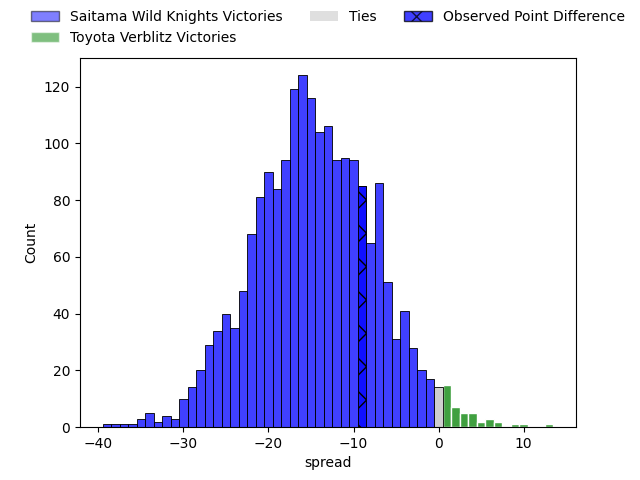 Saitama Wild Knights Victories
Ties
Observed Point Difference
Toyota Verblitz Victories
120
100
80
60
40
20
0
Count
−40
−30
−20
−10
0
10
spread